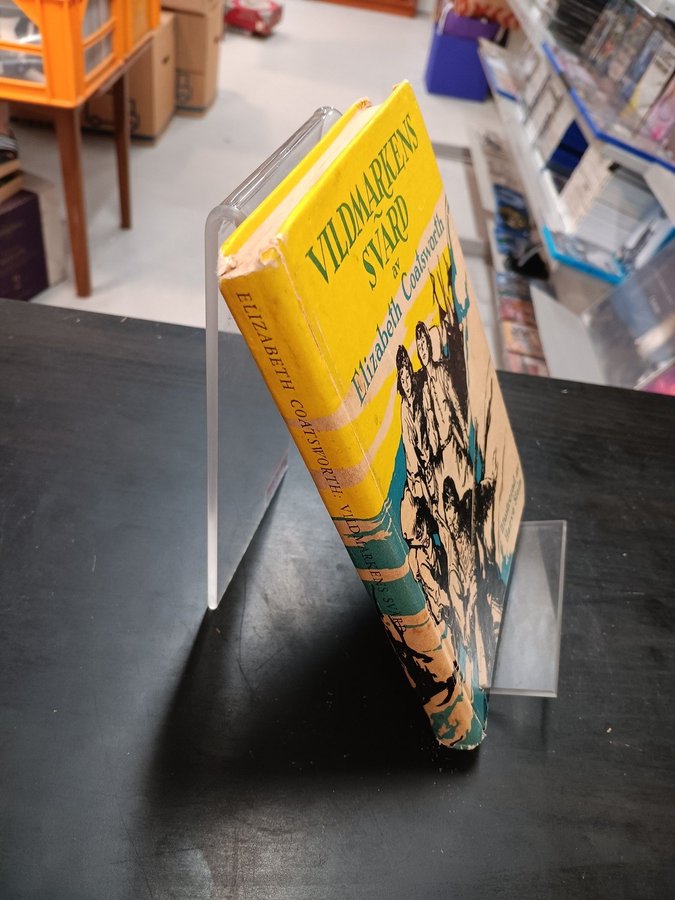 VILDMARKENS
SVÄRD
av
Elizabeth Coatsworth
ELIZABETH COATSWORTH: VILDMARKENS SVÄRD